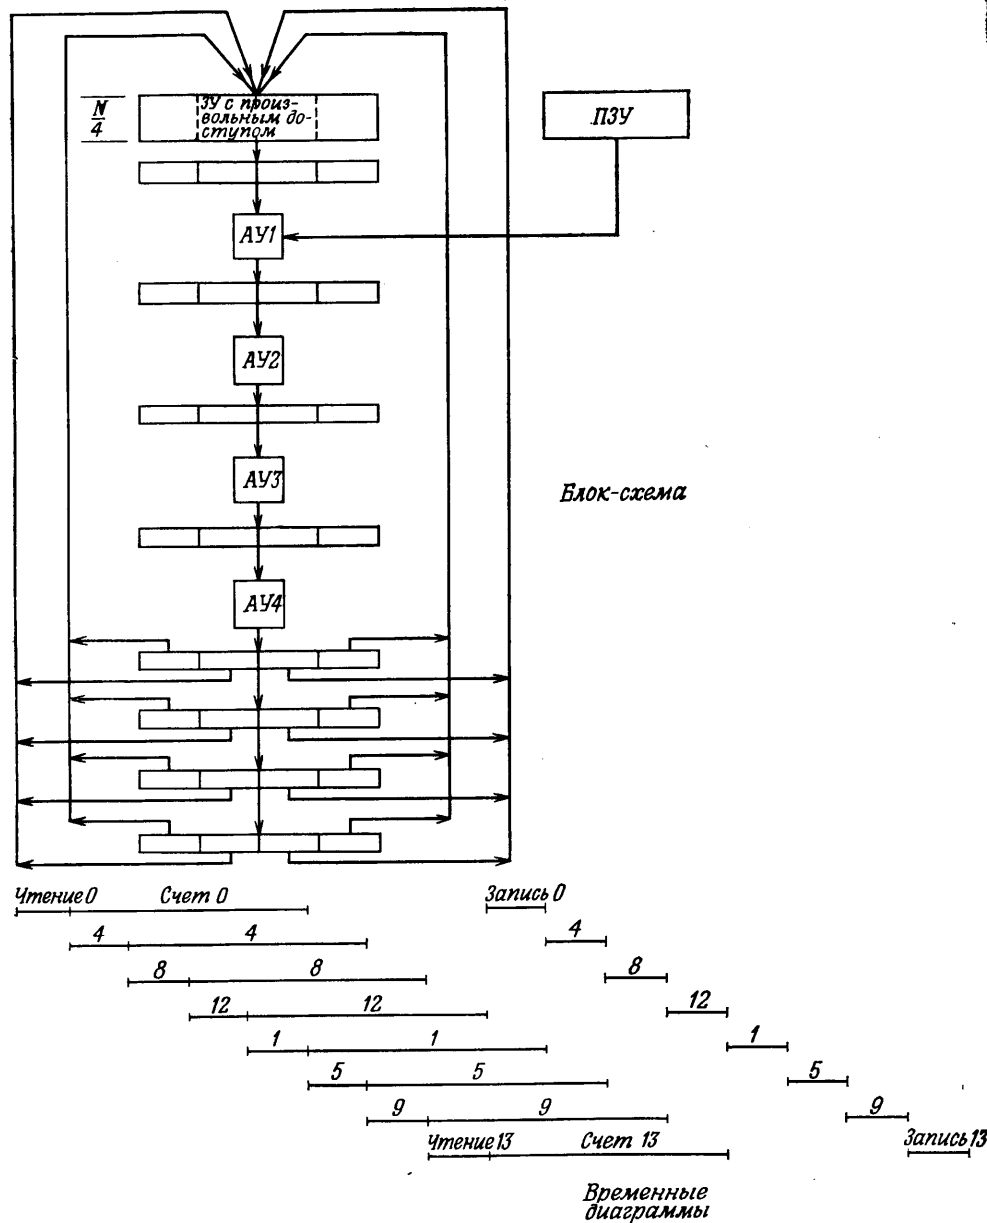 N
4
ЗУ с произ-
вольным до-
ступом
ПЗУ
АУ1
АУ2
АУ3
Блок-схема
АУ4
Чтение 0 Счет 0 Запись 0
4 4 4
8 8 8
12 12 12
1 1 1
5 5 5
9 9 9
Чтение 13 Счет 13 Запись 13
Временные
диаграммы